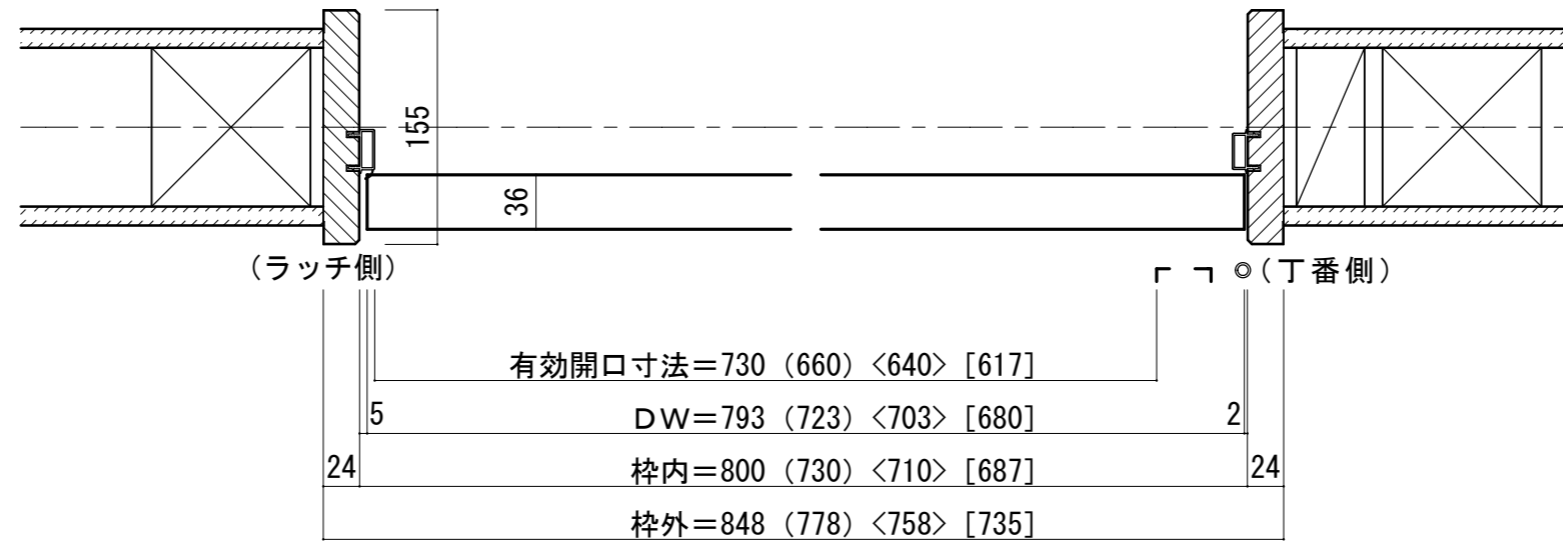 155
36
(ラッチ側)
◎(丁番側)
有効開口寸法=730 (660) <640> [617]
5
DW=793 (723) <703> [680]
2
24
枠内=800 (730) <710> [687]
24
枠外=848 (778) <758> [735]